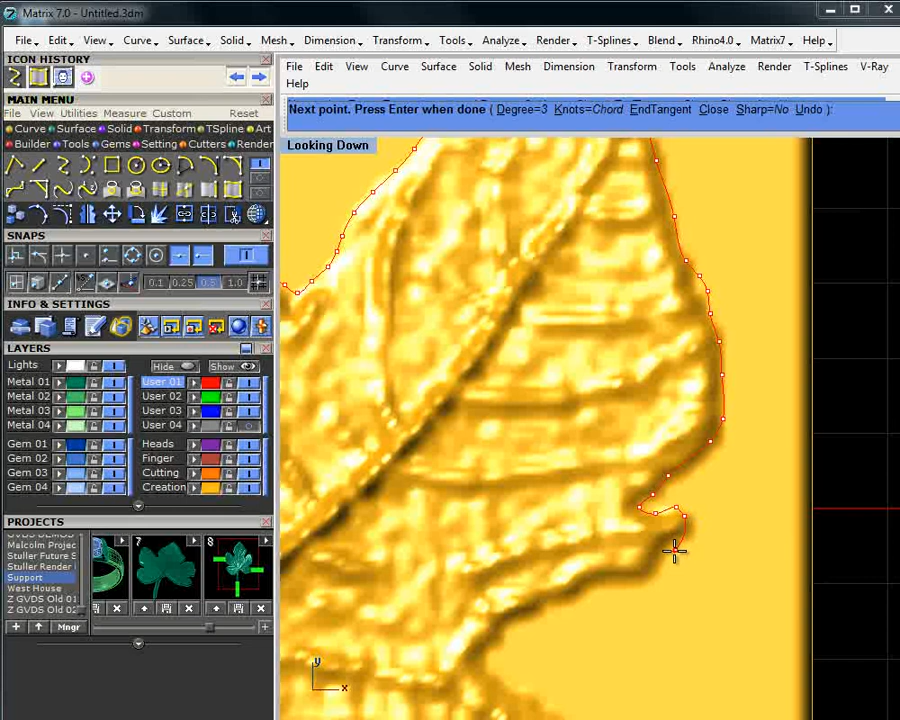 Matrix 7.0 - Untitled.3dm
File Edit View Curve Surface Solid Mesh Dimension Transform Tools Analyze Render T-Splines Blend Rhino4.0 Matrix7 Help
ICON HISTORY
File Edit View Curve Surface Solid Mesh Dimension Transform Tools Analyze Render T-Splines V-Ray
Help
MAIN MENU
File View Utilities Measure Custom
Next point. Press Enter when done ( Degree=3 Knots=Chord EndTangent Close Sharp=No Undo ):
Curve Surface Solid Transform TSpline Art
Builder Tools Gems Setting Cutters Render
Looking Down
SNAPS
0.1 0.25 0.5 1.0
INFO & SETTINGS
LAYERS
Lights Hide Show
Metal 01 User 01
Metal 02 User 02
Metal 03 User 03
Metal 04 User 04
Gem 01 Heads
Gem 02 Finger
Gem 03 Cutting
Gem 04 Creation
PROJECTS
Malcolm Projec
Stuller Future S
Stuller Render I
Support
West House
Z GVDS Old 01
Z GVDS Old 02
7 8
Mngr
y
x